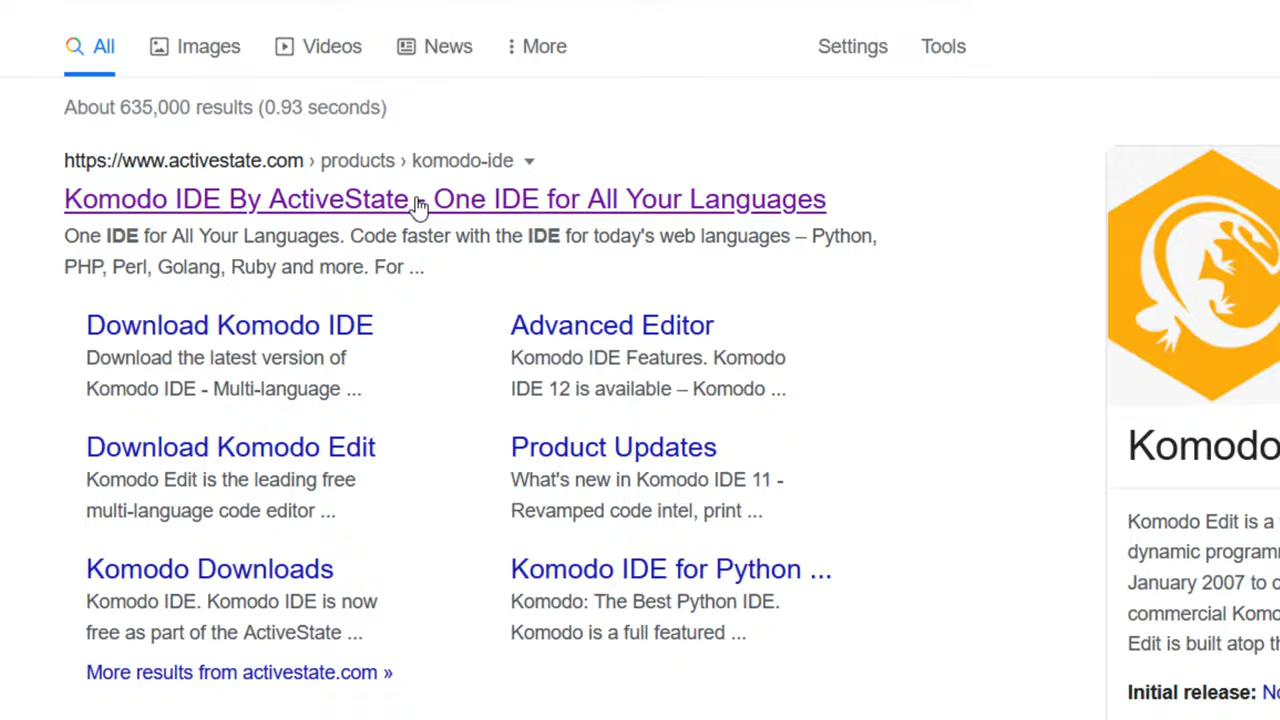 All Images Videos News More Settings Tools
About 635,000 results (0.93 seconds)
https://www.activestate.com › products › komodo-ide
Komodo IDE By ActiveState - One IDE for All Your Languages
One IDE for All Your Languages. Code faster with the IDE for today's web languages – Python,
PHP, Perl, Golang, Ruby and more. For ...
Download Komodo IDE
Download the latest version of
Komodo IDE - Multi-language ...
Advanced Editor
Komodo IDE Features. Komodo
IDE 12 is available – Komodo ...
Download Komodo Edit
Komodo Edit is the leading free
multi-language code editor ...
Product Updates
What's new in Komodo IDE 11 -
Revamped code intel, print ...
Komodo Downloads
Komodo IDE. Komodo IDE is now
free as part of the ActiveState ...
Komodo IDE for Python ...
Komodo: The Best Python IDE.
Komodo is a full featured ...
More results from activestate.com »
Komodo
Komodo Edit is a
dynamic program
January 2007 to
commercial Komo
Edit is built atop
Initial release: